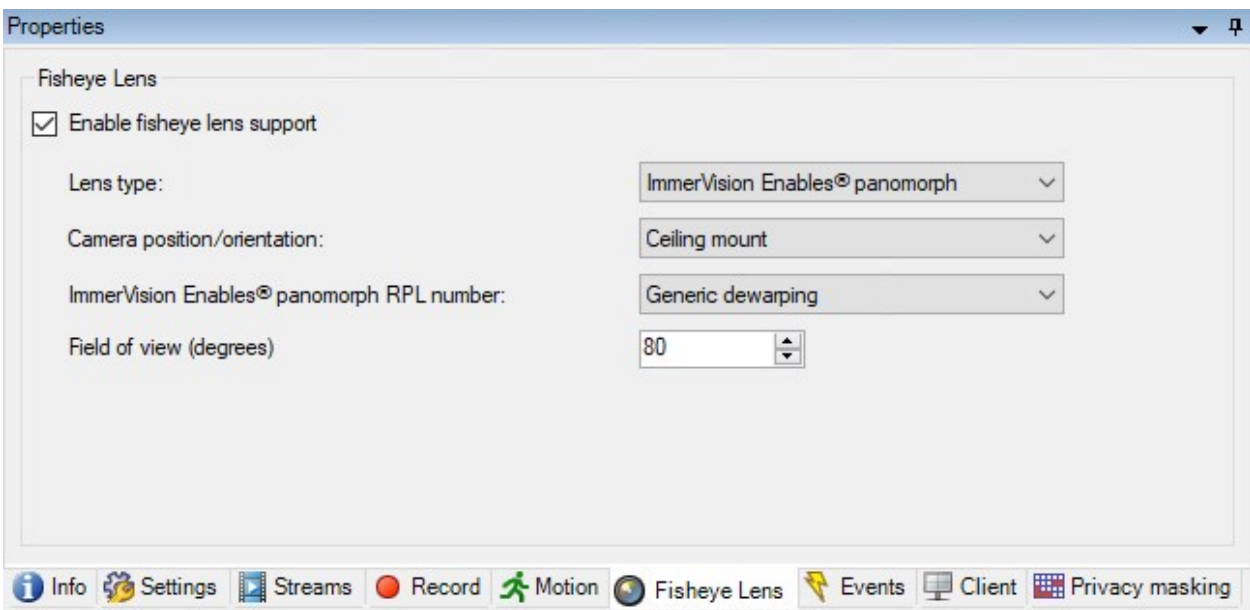 Properties
Fisheye Lens
Enable fisheye lens support
Lens type: ImmerVision Enables® panomorph
Camera position/orientation: Ceiling mount
ImmerVision Enables® panomorph RPL number: Generic dewarping
Field of view (degrees) 80
Info Settings Streams Record Motion Fisheye Lens Events Client Privacy masking